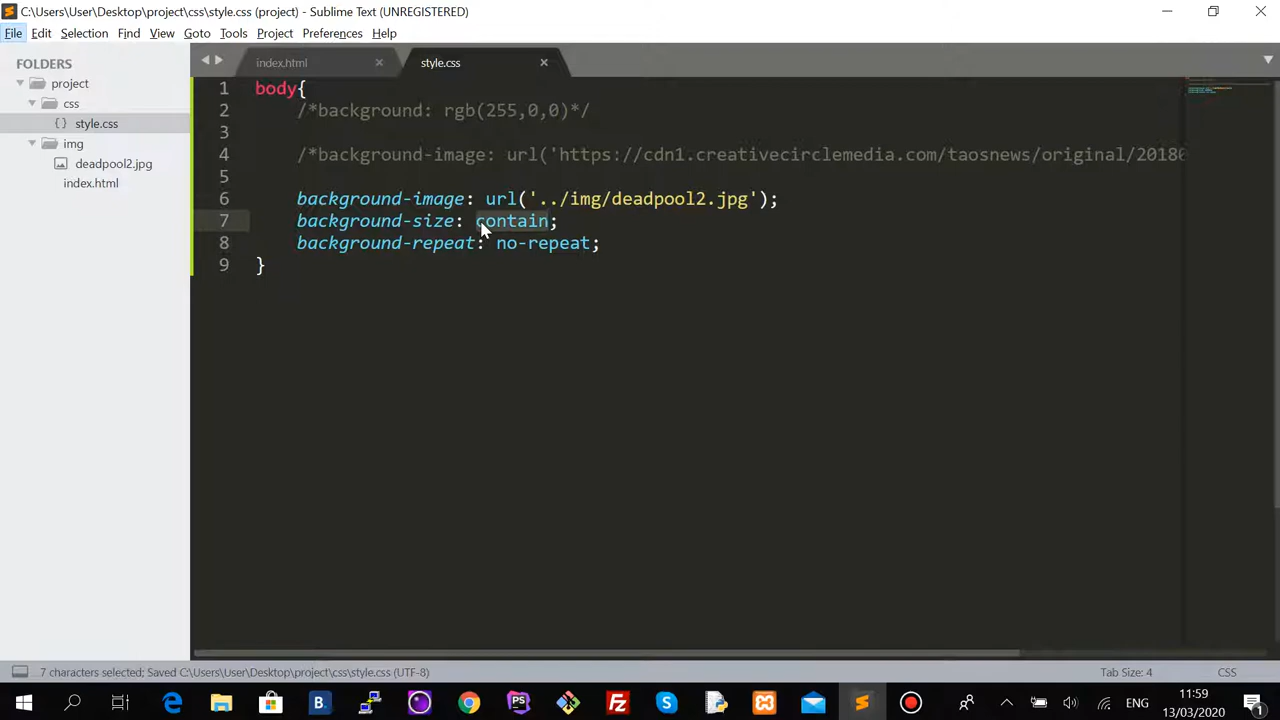 C:\Users\User\Desktop\project\css\style.css (project) - Sublime Text (UNREGISTERED)
File Edit Selection Find View Goto Tools Project Preferences Help
FOLDERS
project
css
style.css
img
deadpool2.jpg
index.html
index.html
style.css
1 body{
2 /*background: rgb(255,0,0)*/
3
4 /*background-image: url('https://cdn1.creativecirclemedia.com/taosnews/original/20180
5
6 background-image: url('../img/deadpool2.jpg');
7 background-size: contain;
8 background-repeat: no-repeat;
9 }
7 characters selected; Saved C:\Users\User\Desktop\project\css\style.css (UTF-8)
Tab Size: 4
CSS
B.
PS
Fz
ENG
11:59
13/03/2020
1